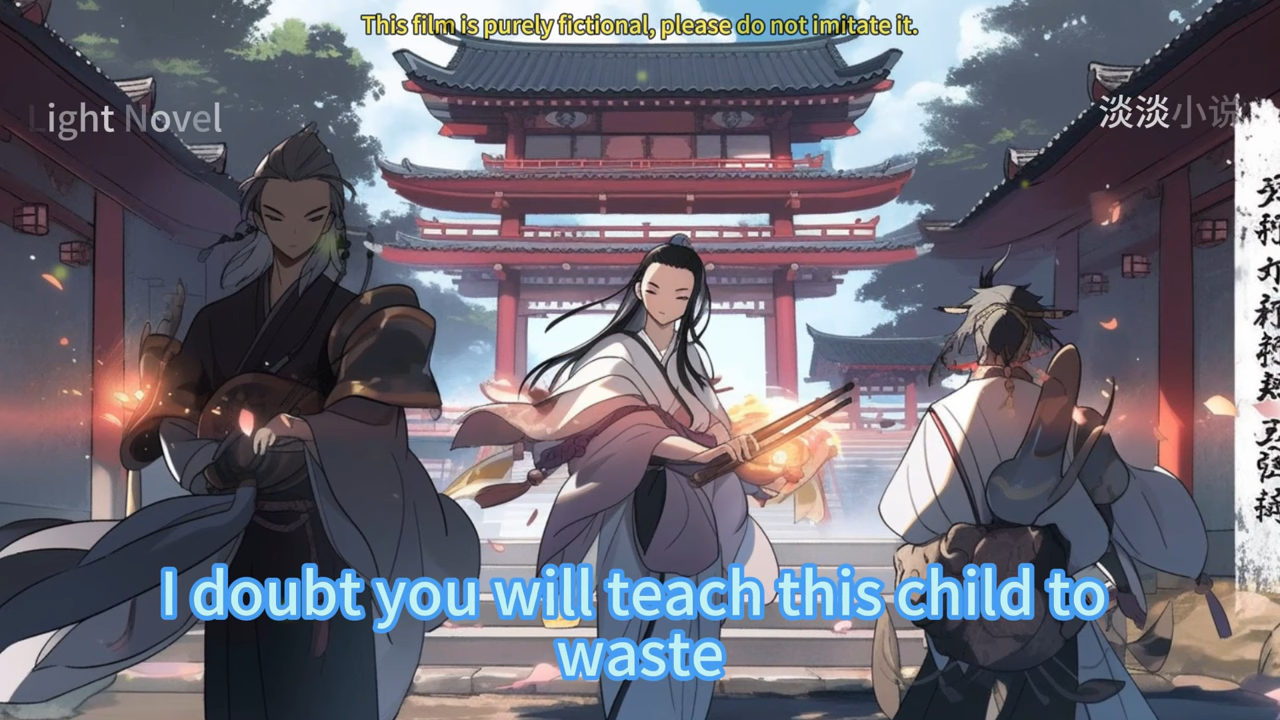 This film is purely fictional, please do not imitate it.
Light Novel
淡淡小说
I doubt you will teach this child to
waste